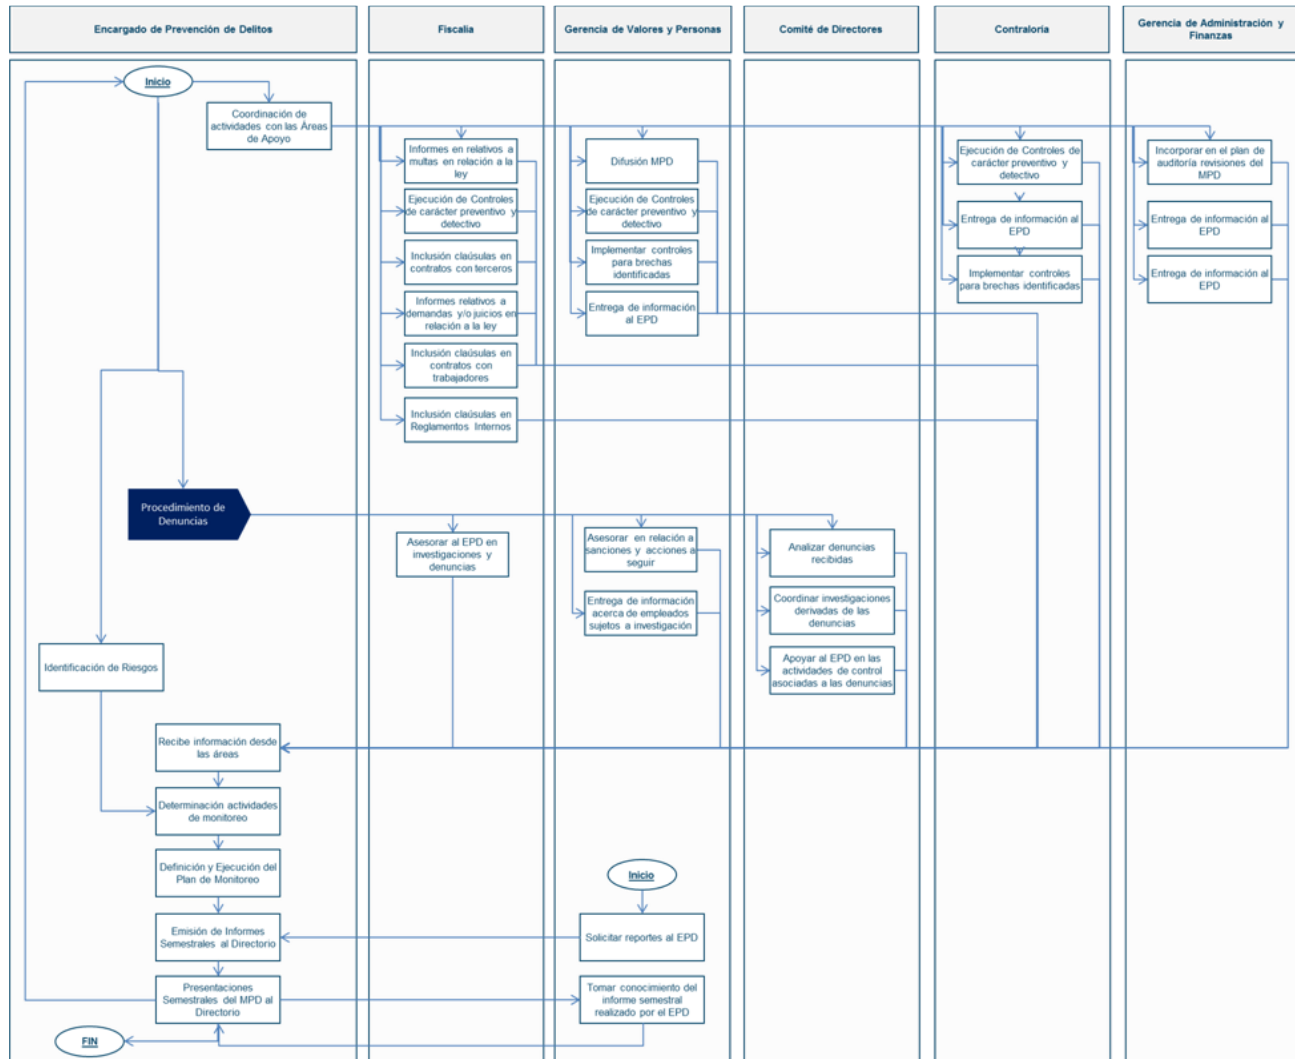 Encargado de Prevención de Delitos
Fiscalía
Gerencia de Valores y Personas
Comité de Directores
Contraloría
Gerencia de Administración y
Finanzas
Inicio
Coordinación de
actividades con las Áreas
de Apoyo
Informes en relativos a
multas en relación a la
ley
Ejecución de Controles
de carácter preventivo y
detectivo
Inclusión claúsulas en
contratos con terceros
Informes relativos a
demandas y/o juicios en
relación a la ley
Inclusión claúsulas en
contratos con
trabajadores
Inclusión claúsulas en
Reglamentos Internos
Difusión MPD
Ejecución de Controles
de carácter preventivo y
detectivo
Implementar controles
para brechas identificadas
Entrega de información
al EPD
Ejecución de Controles de
carácter preventivo y
detectivo
Entrega de información al
EPD
Implementar controles
para brechas identificadas
Incorporar en el plan de
auditoría revisiones del
MPD
Entrega de información al
EPD
Entrega de información al
EPD
Procedimiento de
Denuncias
Asesorar al EPD en
investigaciones y
denuncias
Asesorar en relación a
sanciones y acciones a
seguir
Entrega de información
acerca de empleados
sujetos a investigación
Analizar denuncias
recibidas
Coordinar investigaciones
derivadas de las
denuncias
Apoyar al EPD en las
actividades de control
asociadas a las denuncias
Identificación de Riesgos
Recibe información desde
las áreas
Determinación actividades
de monitoreo
Definición y Ejecución del
Plan de Monitoreo
Emisión de Informes
Semestrales al Directorio
Presentaciones
Semestrales del MPD al
Directorio
FIN
Inicio
Solicitar reportes al EPD
Tomar conocimiento del
informe semestral
realizado por el EPD